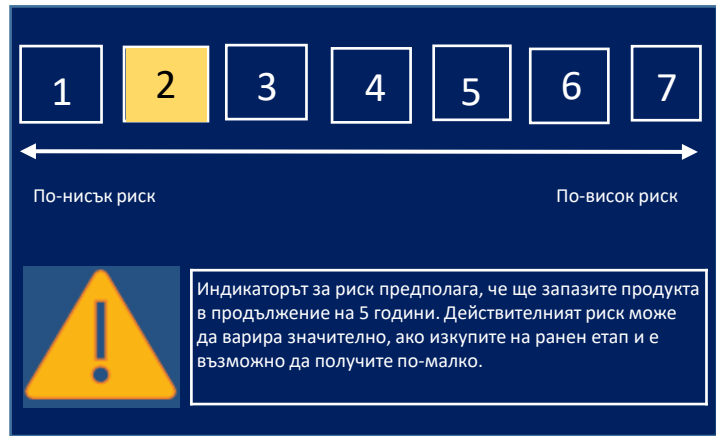 1 2 3 4 5 6 7
По-нисък риск По-висок риск
Индикаторът за риск предполага, че ще запазите продукта
в продължение на 5 години. Действителният риск може
да варира значително, ако изкупите на ранен етап и е
възможно да получите по-малко.